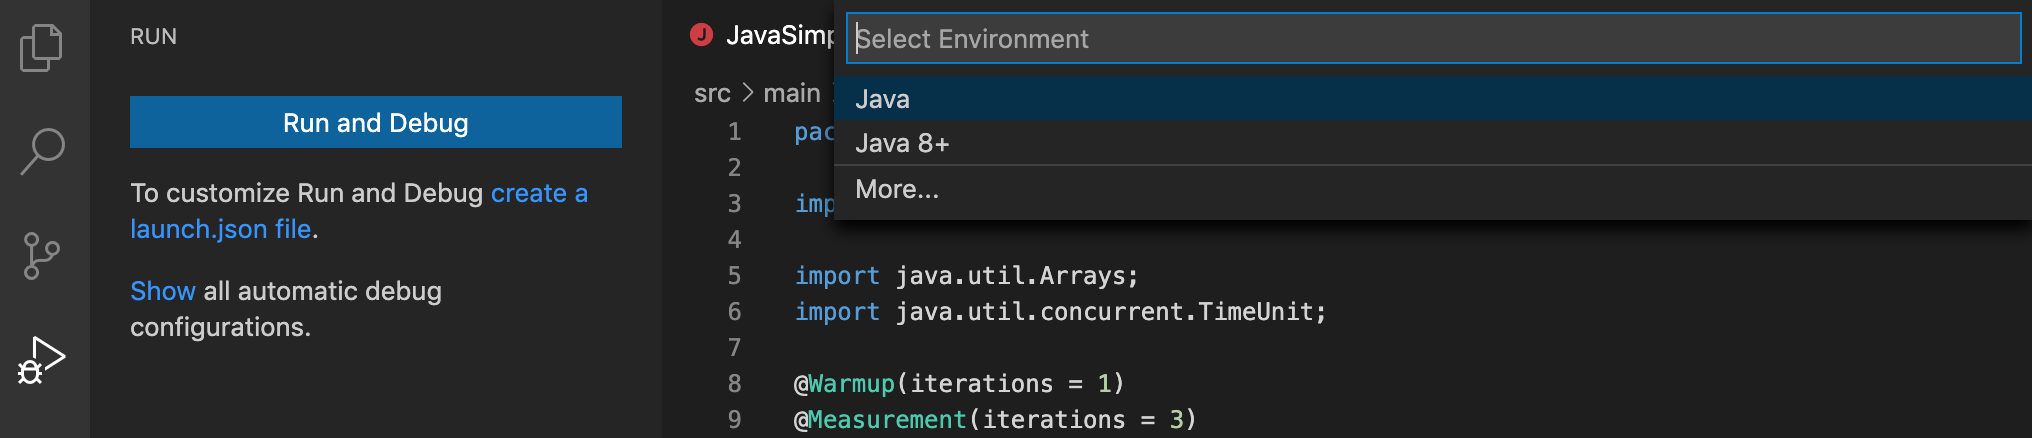 RUN
Run and Debug
To customize Run and Debug create a
launch.json file.
Show all automatic debug
configurations.
J JavaSimp
Select Environment
Java
Java 8+
More...
src > main
1 pac
2
3 imp
4
5 import java.util.Arrays;
6 import java.util.concurrent.TimeUnit;
7
8 @Warmup(iterations = 1)
9 @Measurement(iterations = 3)